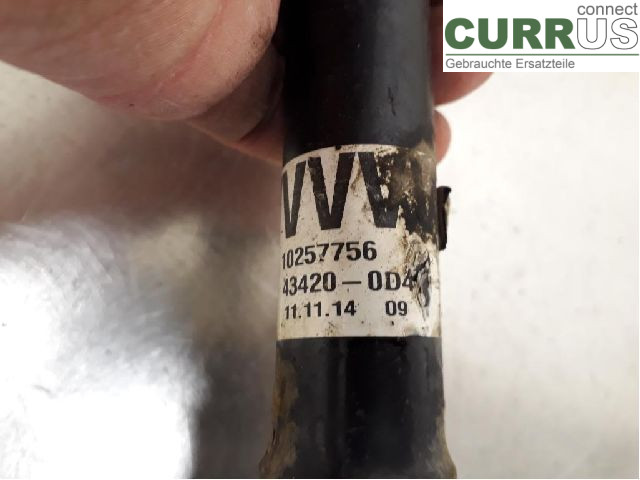 connect
CURRUS
Gebrauchte Ersatzteile
10257756
43420-0D4
11.11.14 09